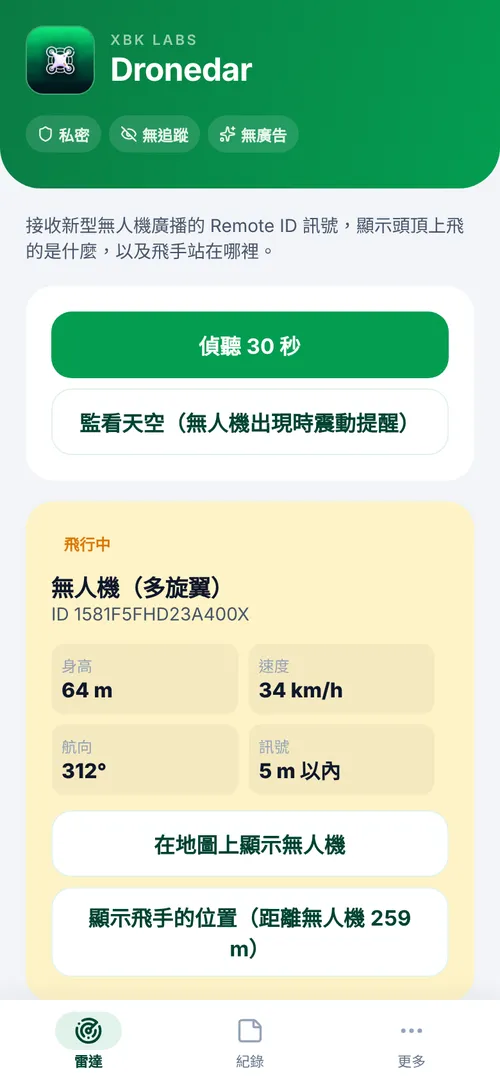 XBK LABS
Dronedar
私密
無追蹤
無廣告
接收新型無人機廣播的 Remote ID 訊號，顯示頭頂上飛
的是什麼，以及飛手站在哪裡。
偵聽 30 秒
監看天空（無人機出現時震動提醒）
飛行中
無人機（多旋翼）
ID 1581F5FHD23A400X
身高
速度
64 m
34 km/h
航向
訊號
312°
5 m 以內
在地圖上顯示無人機
顯示飛手的位置（距離無人機 259
m）
雷達
紀錄
更多